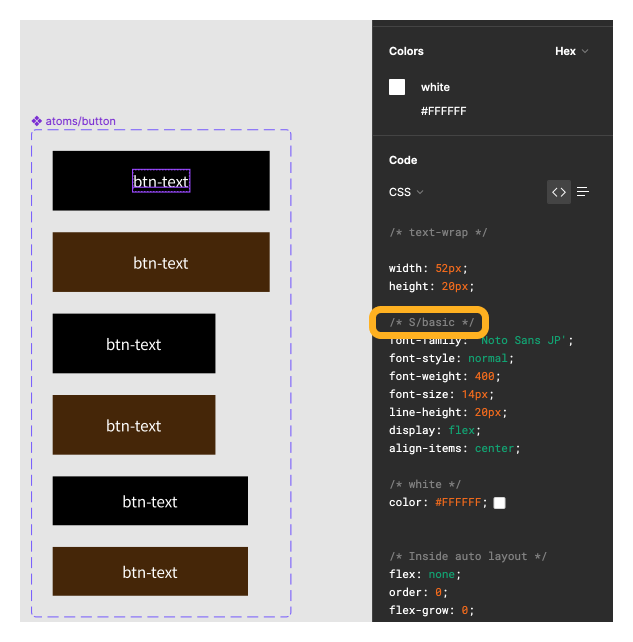 atoms/button
btn-text
btn-text
btn-text
btn-text
btn-text
btn-text
Colors
Hex
white
#FFFFFF
Code
CSS
<>
/* text-wrap */
width: 52px;
height: 20px;
/* S/basic */
font-family: 'Noto Sans JP';
font-style: normal;
font-weight: 400;
font-size: 14px;
line-height: 20px;
display: flex;
align-items: center;
/* white */
color: #FFFFFF;
/* Inside auto layout */
flex: none;
order: 0;
flex-grow: 0;